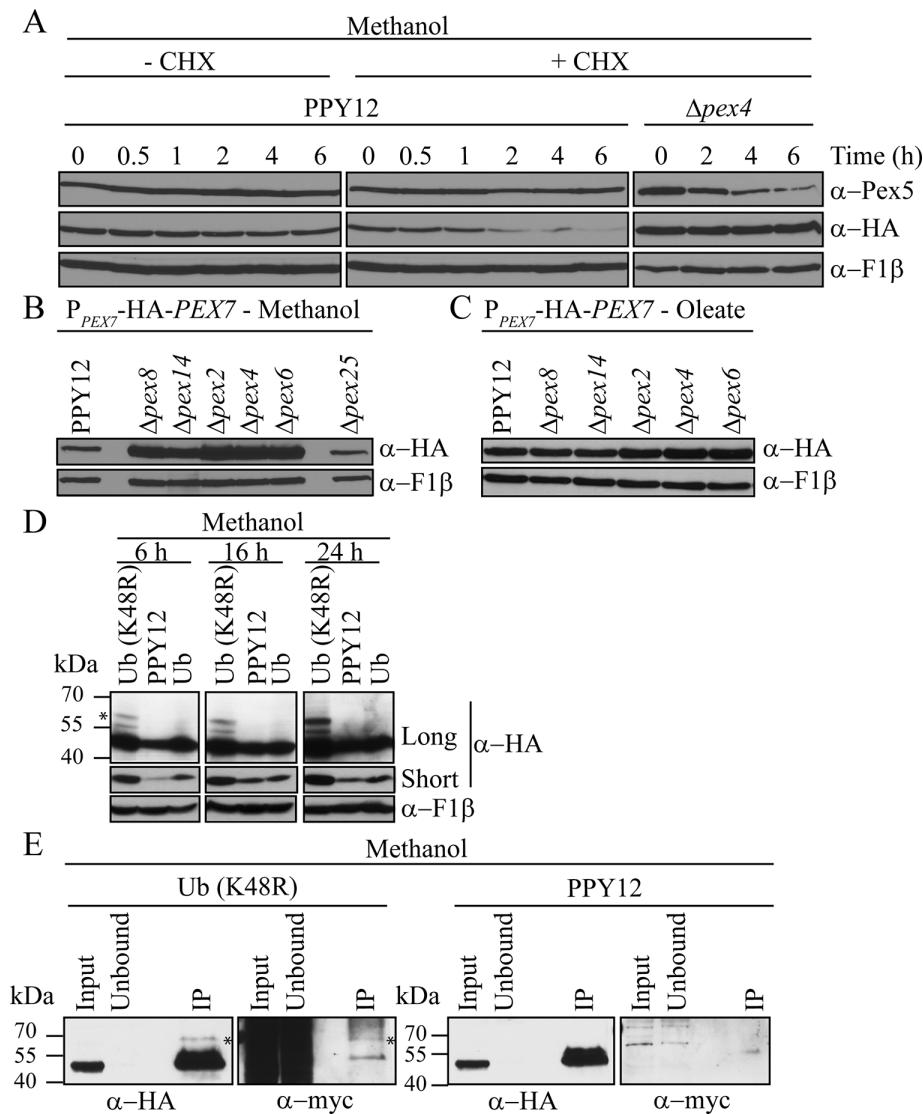 A
Methanol
- CHX + CHX
PPY12 Δpex4
0 0.5 1 2 4 6 0 0.5 1 2 4 6 0 2 4 6 Time (h)
α–Pex5
α–HA
α–F1β
B P_PEX7-HA-PEX7 - Methanol
PPY12 Δpex8 Δpex14 Δpex2 Δpex4 Δpex6 Δpex25
α–HA
α–F1β
C P_PEX7-HA-PEX7 - Oleate
PPY12 Δpex8 Δpex14 Δpex2 Δpex4 Δpex6
α–HA
α–F1β
D
Methanol
6 h 16 h 24 h
Ub (K48R) PPY12 Ub Ub (K48R) PPY12 Ub Ub (K48R) PPY12 Ub
kDa
70
*
55
40
Long
Short
α–HA
α–F1β
E
Methanol
Ub (K48R) PPY12
Input Unbound IP Input Unbound IP Input Unbound IP Input Unbound IP
kDa kDa
70 * * 70
55 55
40 40
α–HA α–myc α–HA α–myc